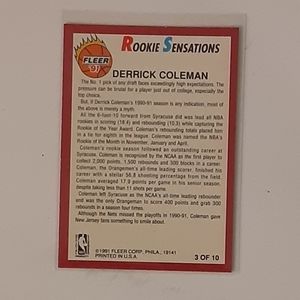 FLEER
'91
ROOKIE SENSATIONS
DERRICK COLEMAN
The No. 1 pick of any draft faces exceedingly high expectations. The
pressure can be brutal for a player just out of college, especially the
top choice.
But, if Derrick Coleman's 1990-91 season is any indication, most
of the above is merely a myth.
All the 6-foot-10 forward from Syracuse did was lead all NBA
rookies in scoring (18.4) and rebounding (10.3) while capturing the
Rookie of the Year Award. Coleman's rebounding totals placed him
in a tie for eighth in the league. Coleman was named the NBA's
Rookie of the Month in November, January and April.
Coleman's rookie season followed an outstanding career at
Syracuse. Coleman is recognized by the NCAA as the first player to
collect 2,000 points, 1,500 rebounds and 300 blocks in a career.
Coleman, the Orangemen's all-time leading scorer, finished his
career with a stellar 56.8 shooting percentage from the field.
Coleman averaged 17.9 points per game in his senior season,
despite taking less than 11 shots per game.
Coleman left Syracuse as the NCAA's all-time leading rebounder
and was the only Orangeman to score 400 points and grab 300
rebounds in a season four times.
Although the Nets missed the playoffs in 1990-91, Coleman gave
New Jersey fans something to smile about.
©1991 FLEER CORP., PHILA., 19141
PRINTED IN U.S.A.
3 OF 10